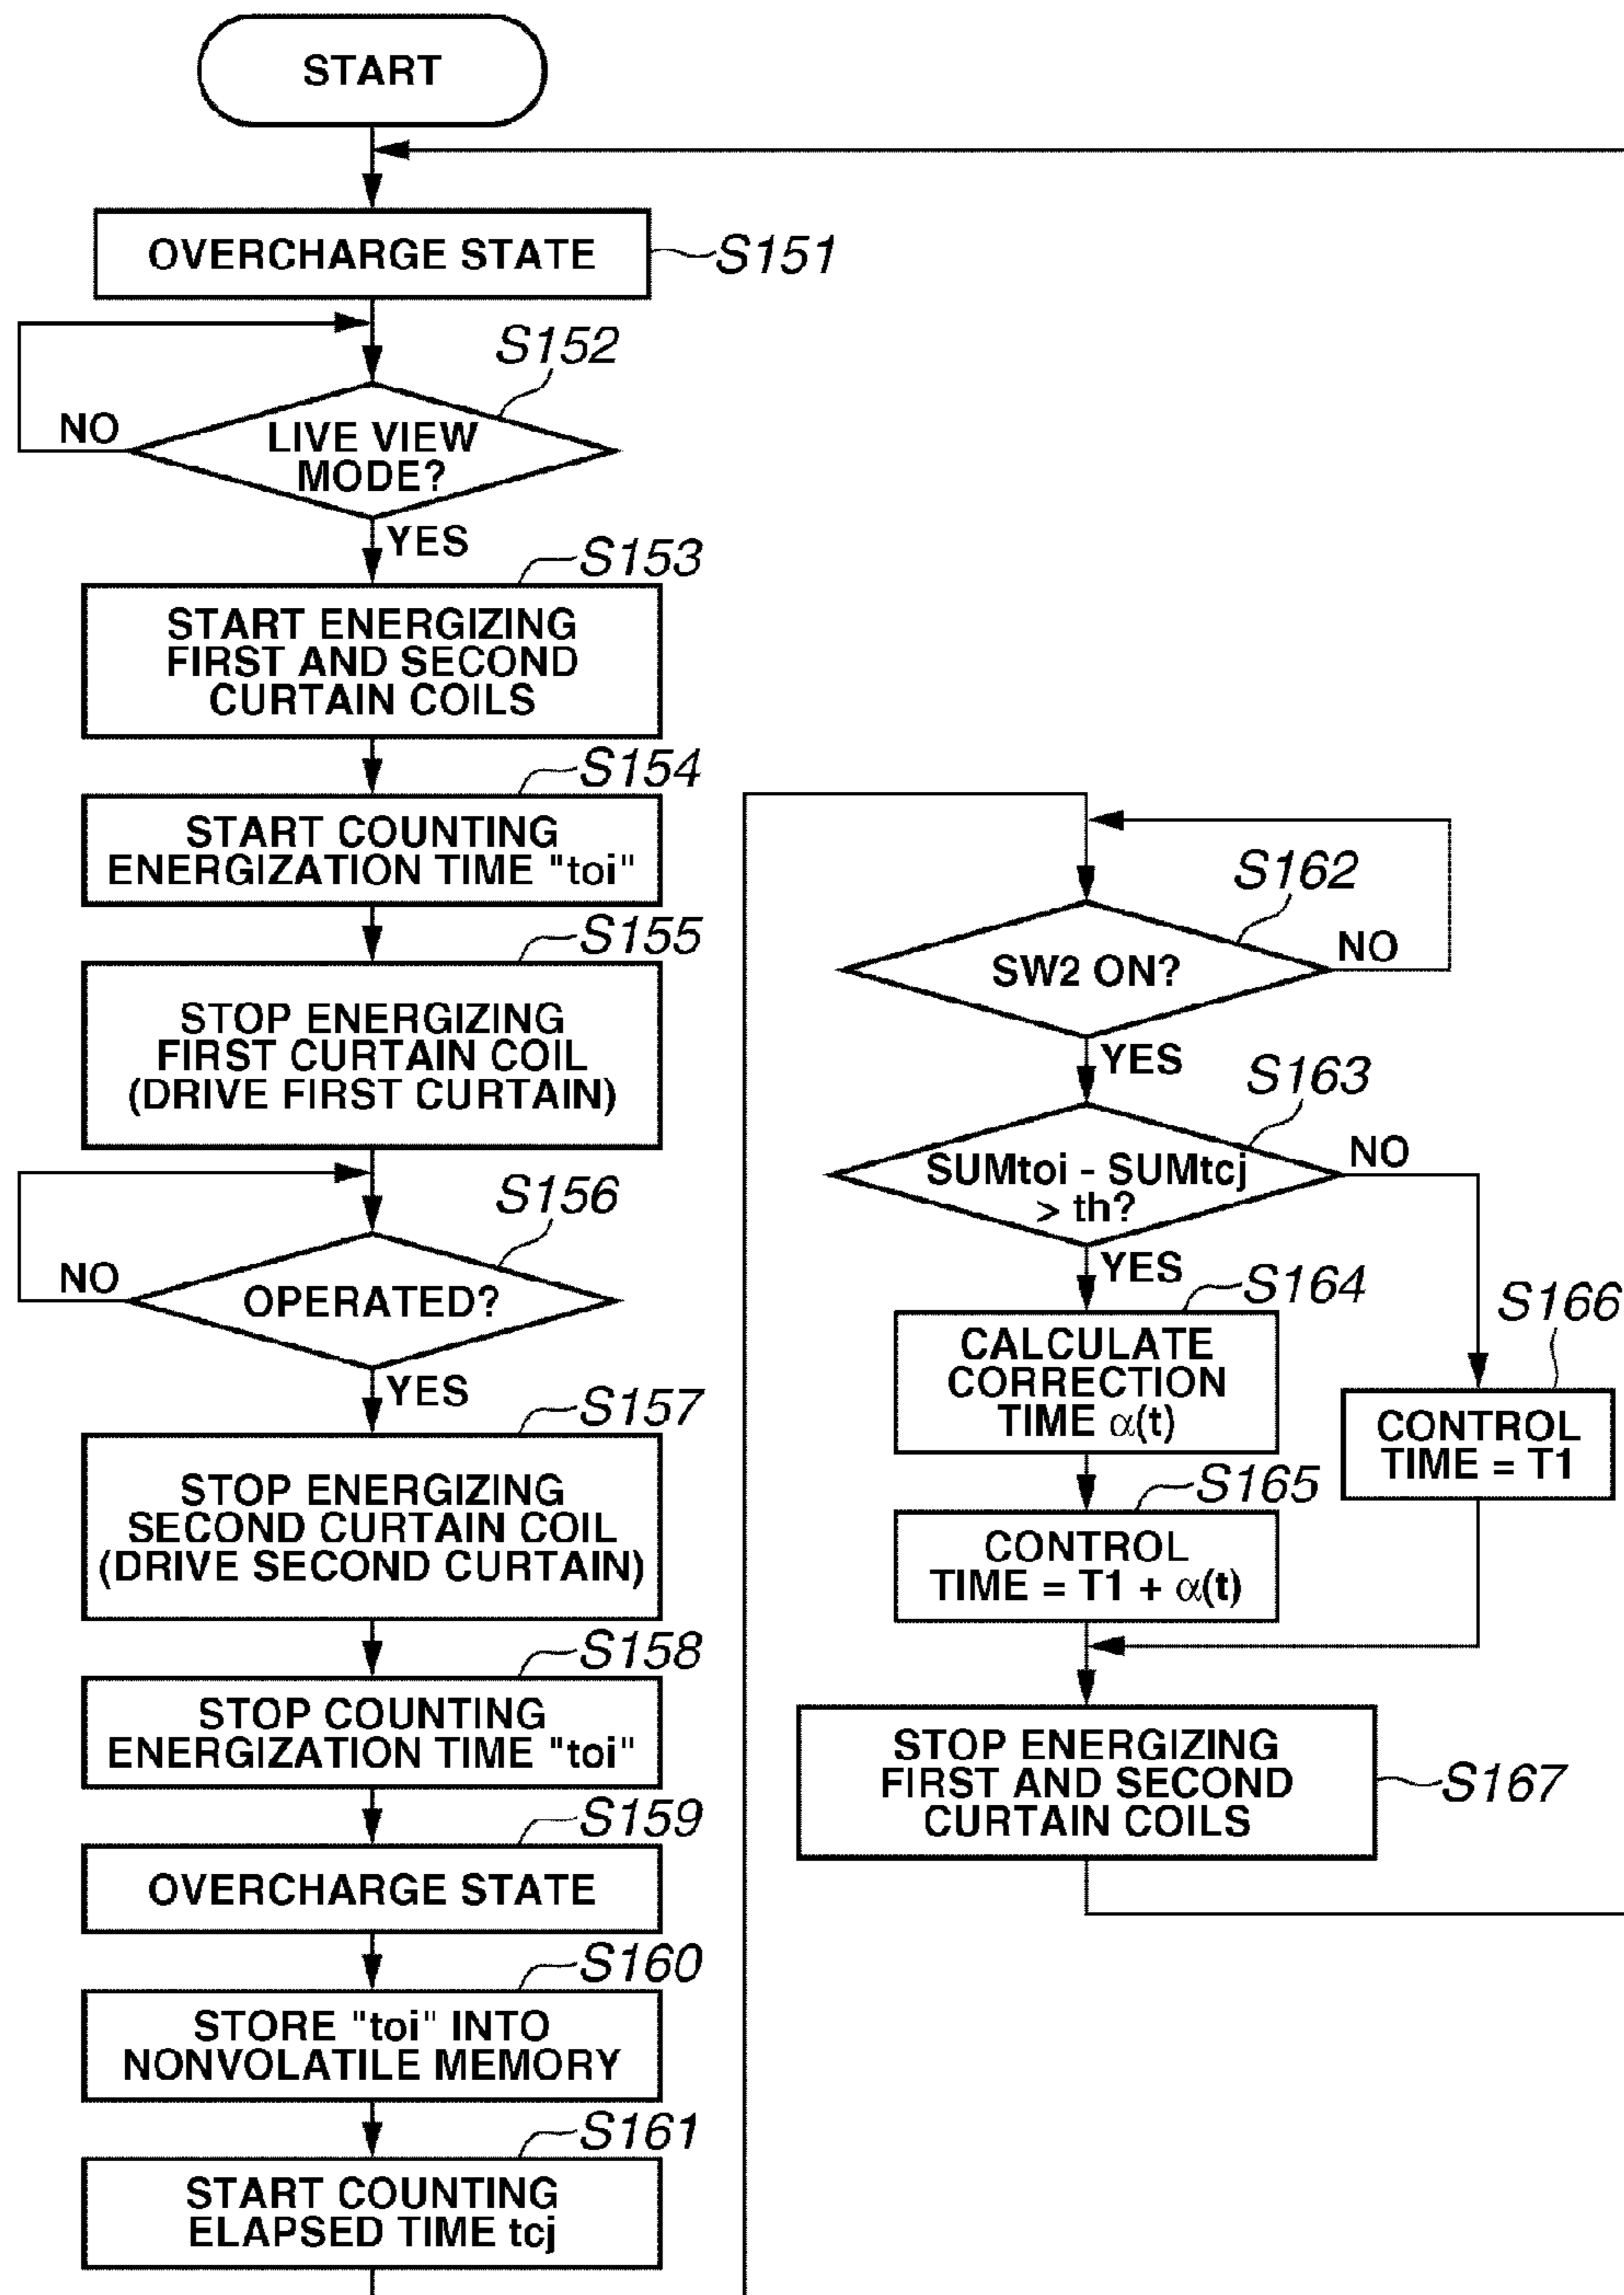 START
OVERCHARGE STATE
S151
S152
LIVE VIEW
MODE?
NO
YES
S153
START ENERGIZING
FIRST AND SECOND
CURTAIN COILS
S154
START COUNTING
ENERGIZATION TIME "toi"
S155
STOP ENERGIZING
FIRST CURTAIN COIL
(DRIVE FIRST CURTAIN)
S156
NO
OPERATED?
YES
S157
STOP ENERGIZING
SECOND CURTAIN COIL
(DRIVE SECOND CURTAIN)
S158
STOP COUNTING
ENERGIZATION TIME "toi"
S159
OVERCHARGE STATE
S160
STORE "toi" INTO
NONVOLATILE MEMORY
S161
START COUNTING
ELAPSED TIME tcj
S162
SW2 ON?
NO
YES
S163
SUMtoi - SUMtcj
> th?
NO
YES
S164
CALCULATE
CORRECTION
TIME α(t)
S165
CONTROL
TIME = T1 + α(t)
S166
CONTROL
TIME = T1
STOP ENERGIZING
FIRST AND SECOND
CURTAIN COILS
S167